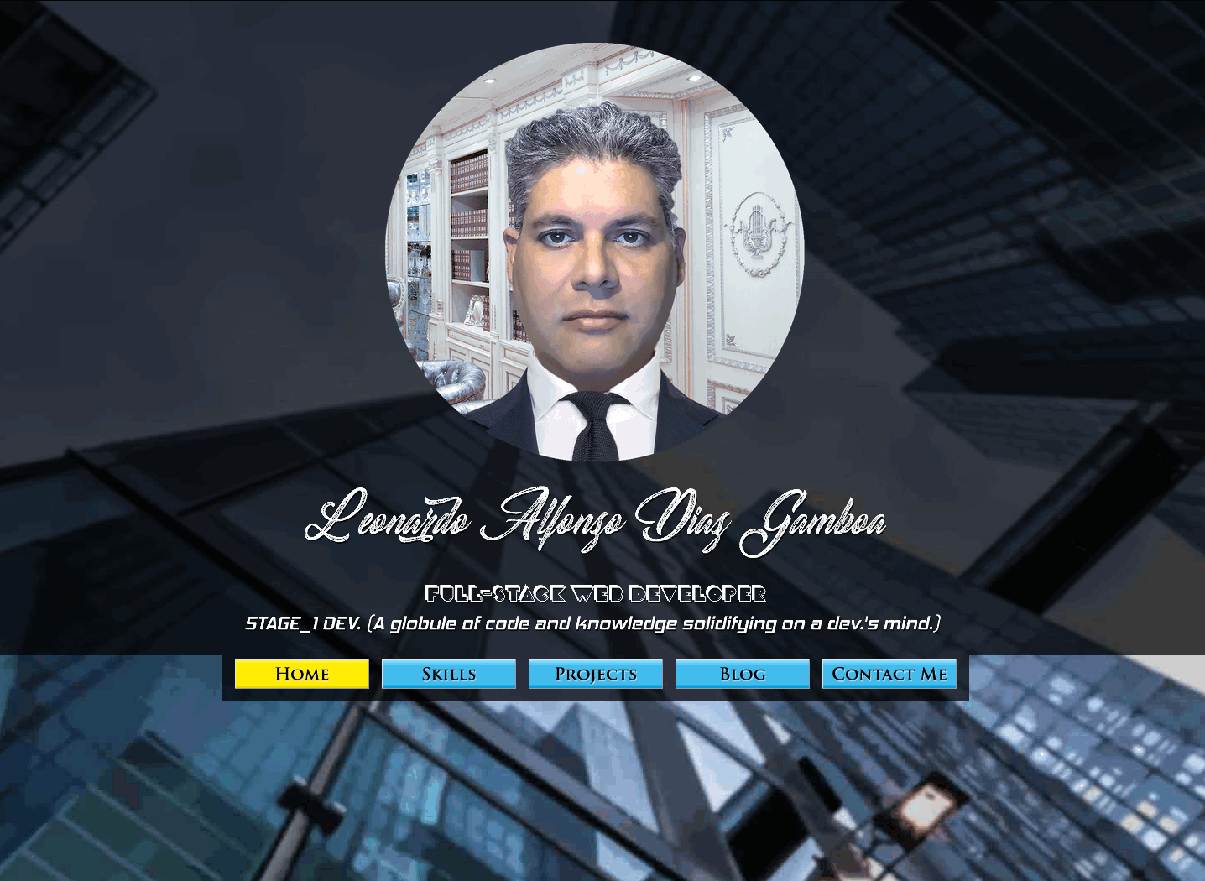 Leonardo Alfonso Dias Gamboa
FULL-STACK WEB DEVELOPER
STAGE_1 DEV. (A globule of code and knowledge solidifying on a dev.'s mind.)
Home Skills Projects Blog Contact Me